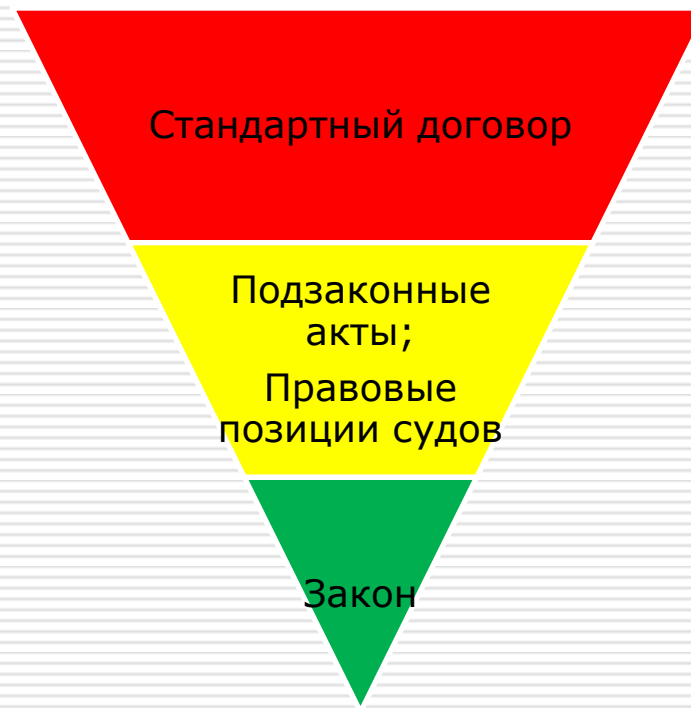 Стандартный договор
Подзаконные
акты;
Правовые
позиции судов
Закон